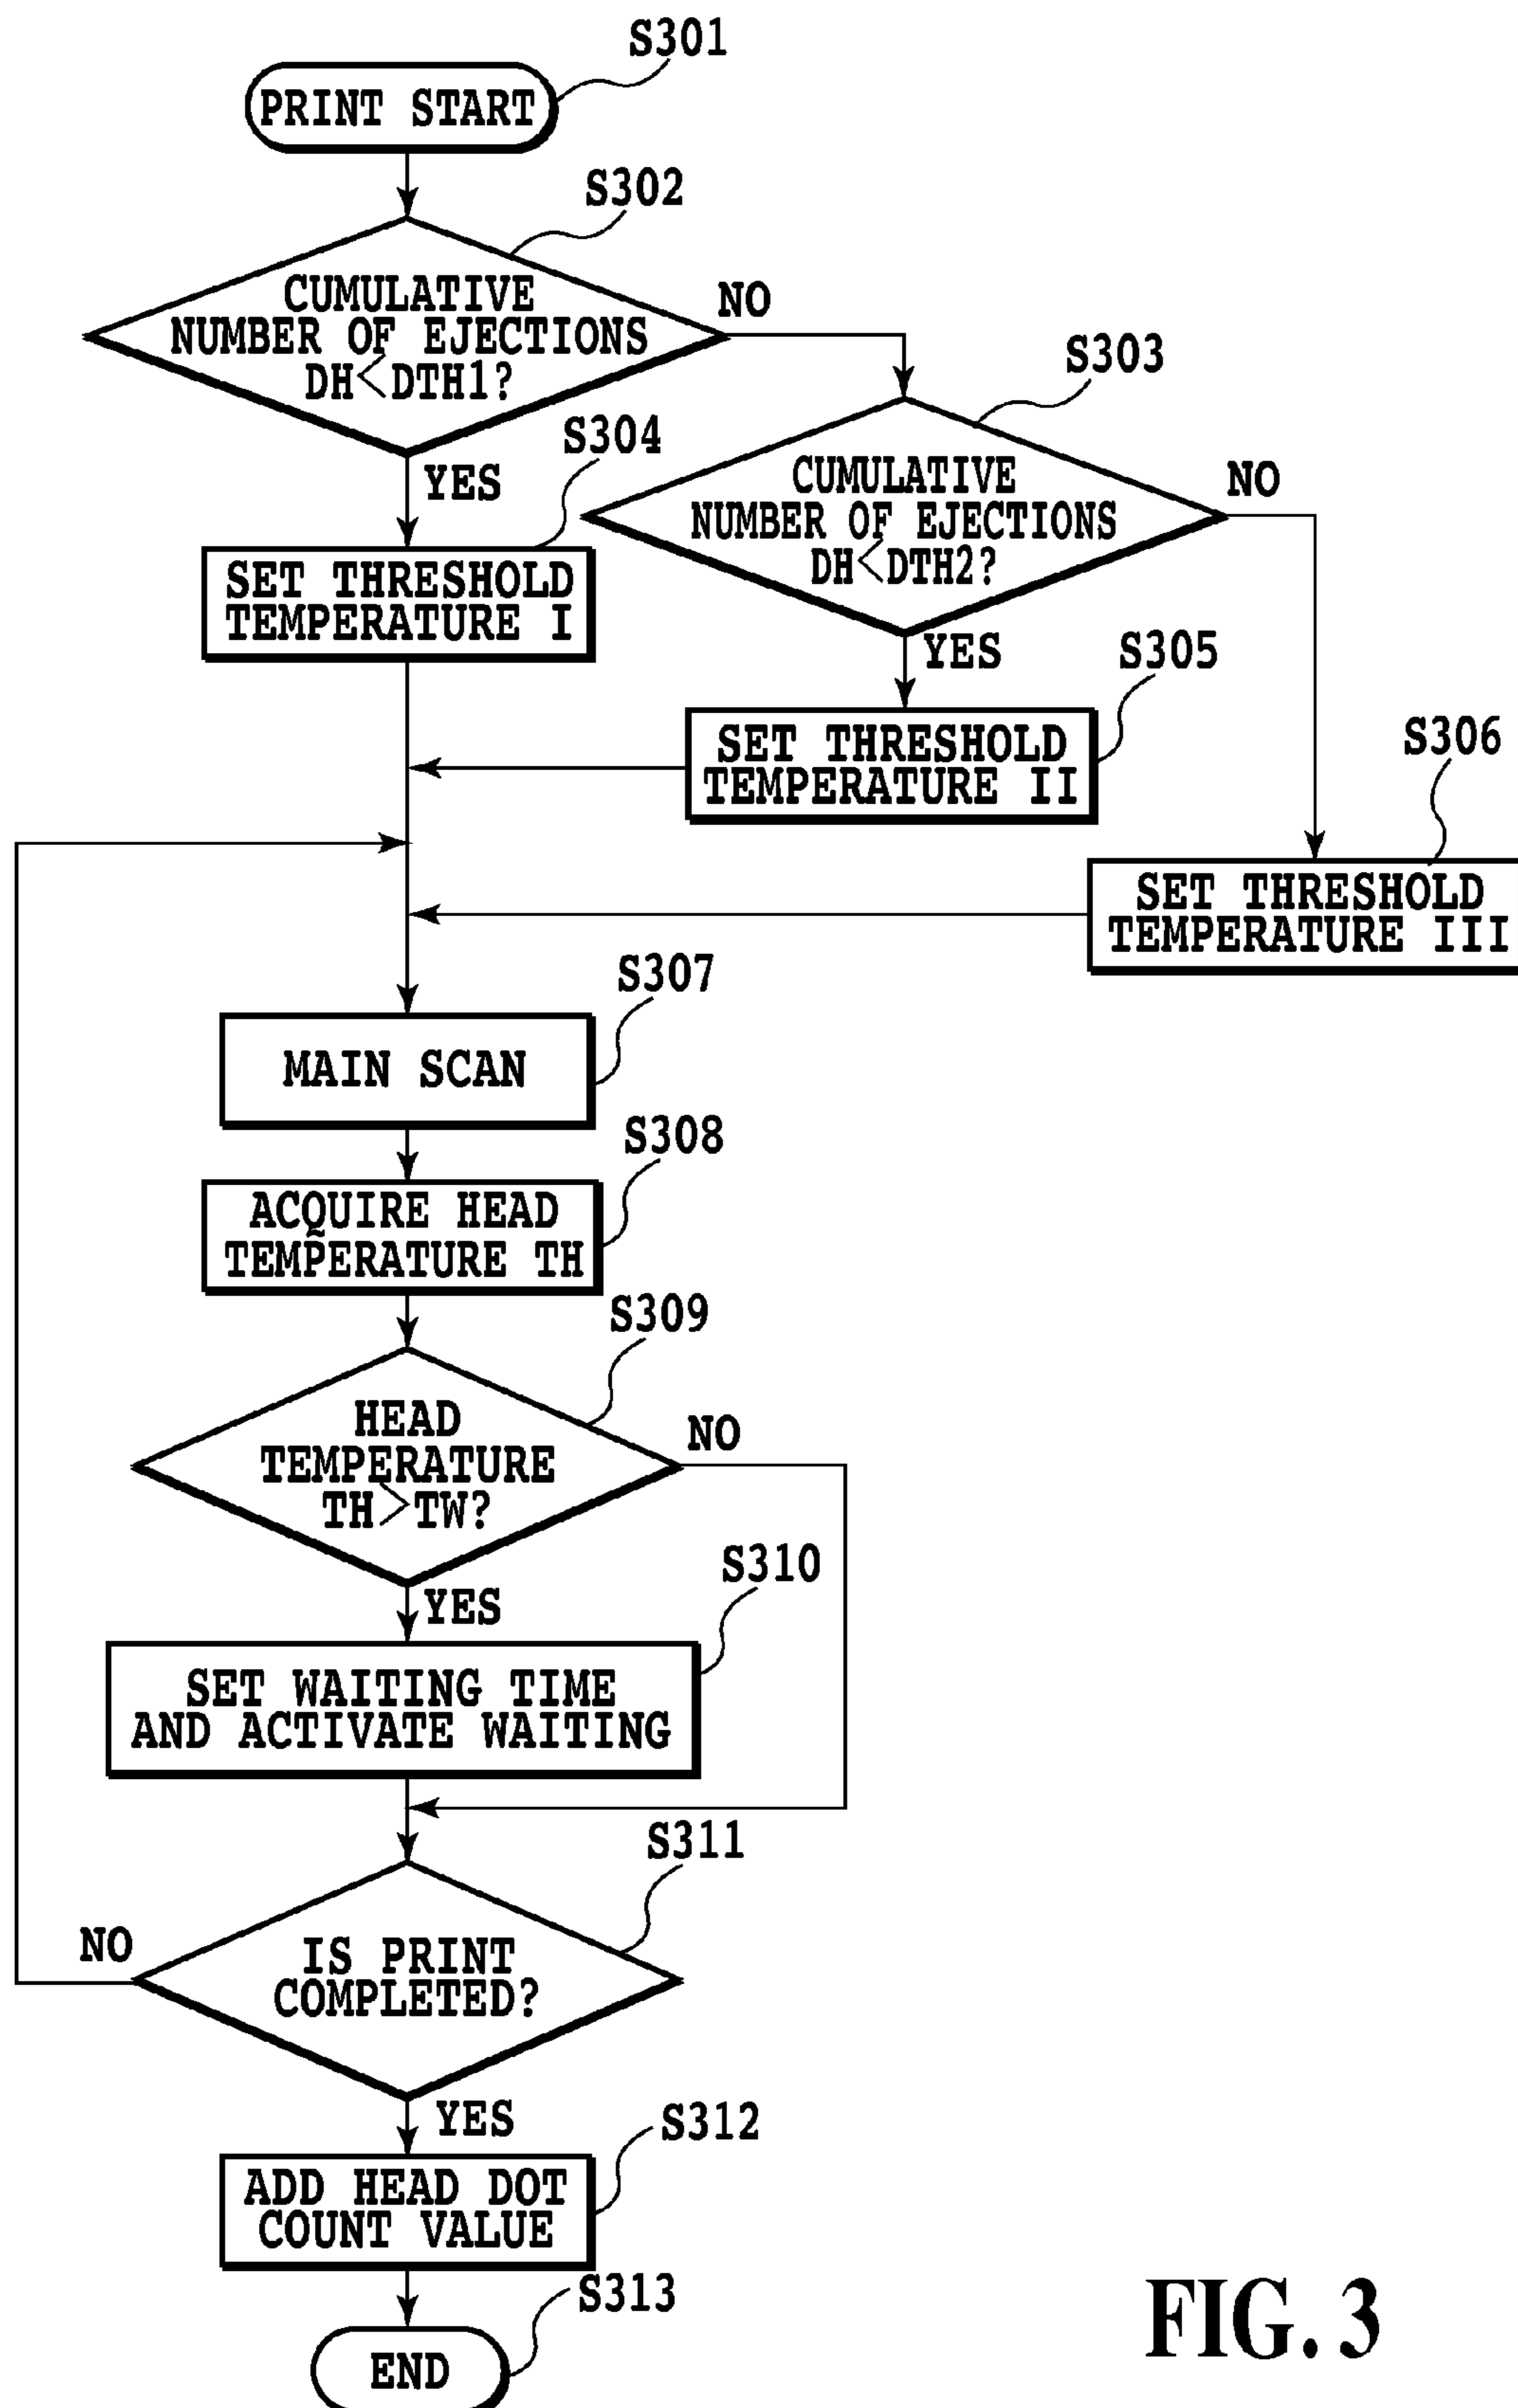 S301
PRINT START
S302
CUMULATIVE
NUMBER OF EJECTIONS
DH<DTH1?
NO
S303
CUMULATIVE
NUMBER OF EJECTIONS
DH<DTH2?
NO
YES
S304
SET THRESHOLD
TEMPERATURE I
YES
S305
SET THRESHOLD
TEMPERATURE II
S306
SET THRESHOLD
TEMPERATURE III
S307
MAIN SCAN
S308
ACQUIRE HEAD
TEMPERATURE TH
S309
HEAD
TEMPERATURE
TH>TW?
NO
YES
S310
SET WAITING TIME
AND ACTIVATE WAITING
S311
IS PRINT
COMPLETED?
NO
YES
S312
ADD HEAD DOT
COUNT VALUE
S313
END
FIG. 3